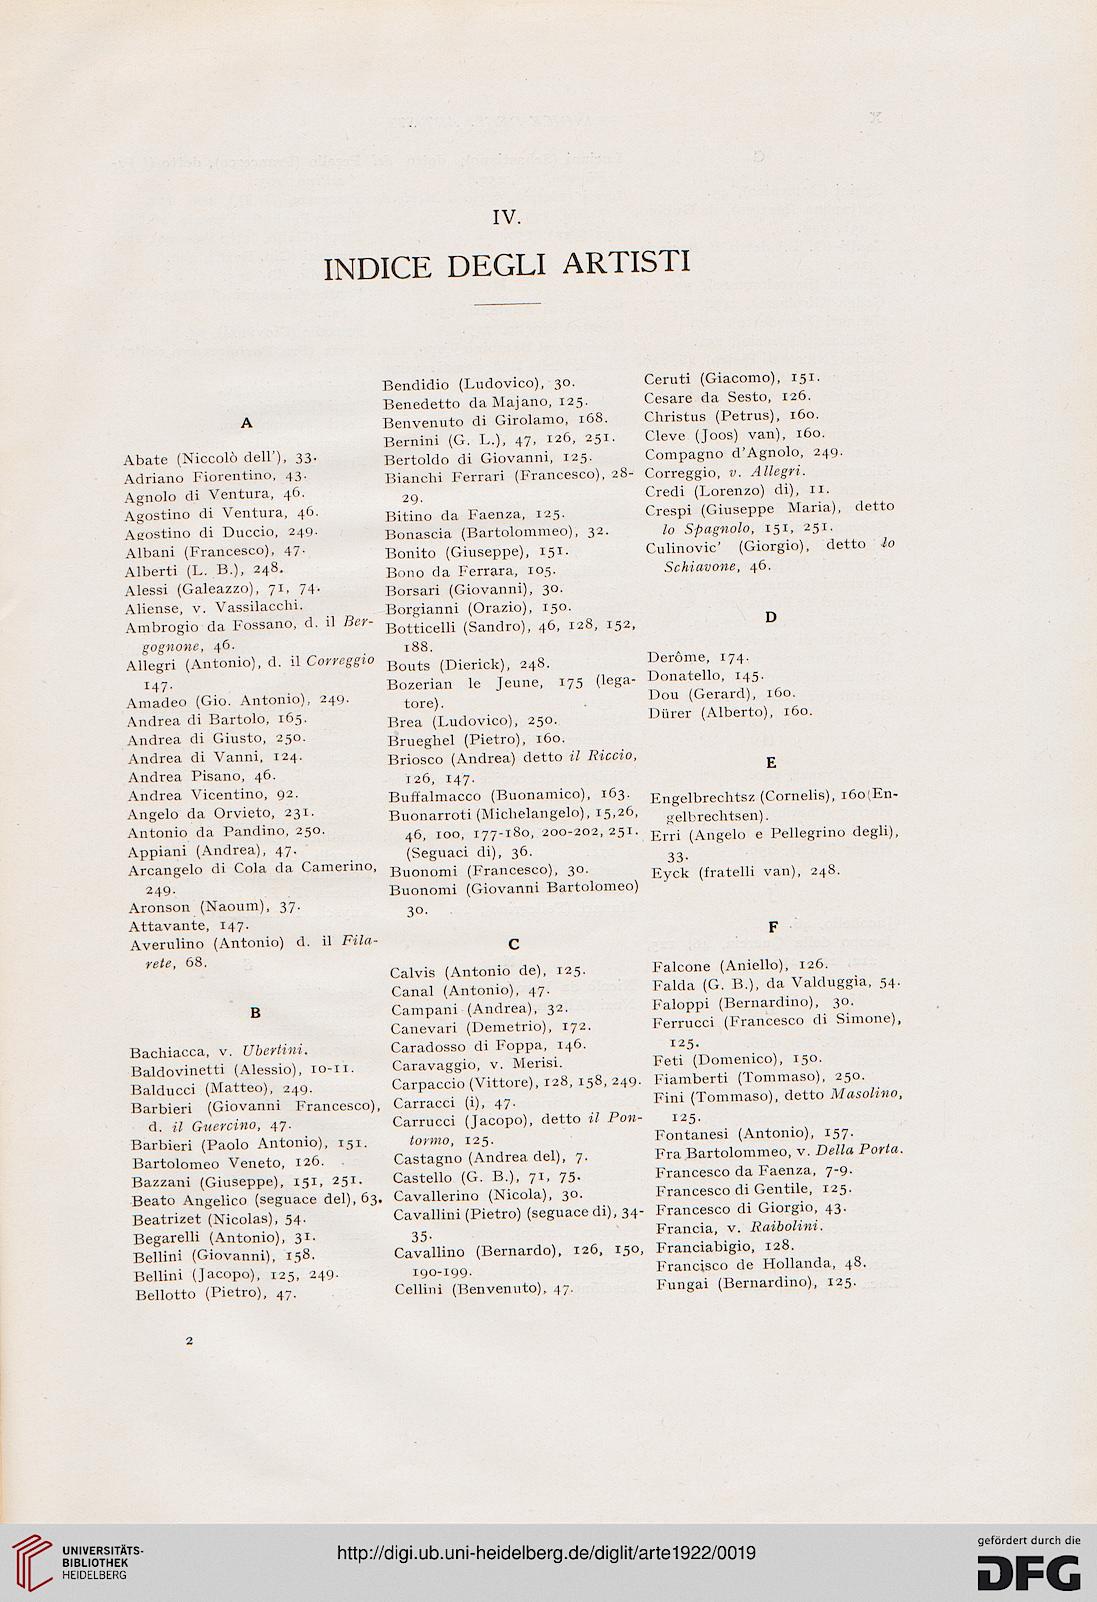 IV.
INDICE DEGLI ARTISTI
A
Abate (Niccolò dell'), 33.
Adriano Fiorentino, 43.
Agnolo di Ventura, 46.
Agostino di Ventura, 46.
Agostino di Duccio, 249.
Albani (Francesco), 47.
Alberti (L. B.), 248.
Alessi (Galeazzo), 71, 74.
Aliense, v. Vassilacchi.
Ambrogio da Fossano, d. il Ber-
gognone, 46.
Allegri (Antonio), d. il Correggio
147.
Amadeo (Gio. Antonio), 249.
Andrea di Bartolo, 165.
Andrea di Giusto, 250.
Andrea di Vanni, 124.
Andrea Pisano, 46.
Andrea Vicentino, 92.
Angelo da Orvieto, 231.
Antonio da Pandino, 250.
Appiani (Andrea), 47.
Arcangelo di Cola da Camerino,
249.
Aronson (Naoum), 37.
Attavante, 147.
Averulino (Antonio) d. il Fila-
rete, 68.
B
Bachiacca, v. Ubertini.
Baldovinetti (Alessio), 10-11.
Balducci (Matteo), 249.
Barbieri (Giovanni Francesco),
d. il Guercino, 47.
Barbieri (Paolo Antonio), 151.
Bartolomeo Veneto, 126.
Bazzani (Giuseppe), 151, 251.
Beato Angelico (seguace del), 63.
Beatrizet (Nicolas), 54.
Begarelli (Antonio), 31.
Bellini (Giovanni), 158.
Bellini (Jacopo), 125, 249.
Bellotto (Pietro), 47.
Bendidio (Ludovico), 30.
Benedetto da Majano, 125.
Benvenuto di Girolamo, 168.
Bernini (G. L.), 47, 126, 251.
Bertoldo di Giovanni, 125.
Bianchi Ferrari (Francesco), 28-
29.
Bitino da Faenza, 125.
Bonascia (Bartolommeo), 32.
Bonito (Giuseppe), 151.
Bono da Ferrara, 105.
Borsari (Giovanni), 30.
Borgianni (Orazio), 150.
Botticelli (Sandro), 46, 128, 152,
188.
Bouts (Dierick), 248.
Bozerian le Jeune, 175 (lega-
tore).
Brea (Ludovico), 250.
Brueghel (Pietro), 160.
Briosco (Andrea) detto il Riccio,
126, 147.
Buffalmacco (Buonamico), 163.
Buonarroti (Michelangelo), 15,26,
46, 100, 177-180, 200-202, 251.
(Seguaci di), 36.
Buonomi (Francesco), 30.
Buonomi (Giovanni Bartolomeo)
30.
C
Calvis (Antonio de), 125.
Canal (Antonio), 47.
Campani (Andrea), 32.
Canevari (Demetrio), 172.
Caradosso di Foppa, 146.
Caravaggio, v. Merisi.
Carpaccio (Vittore), 128, 158, 249.
Carracci (i), 47.
Carrucci (Jacopo), detto il Pon-
tormo, 125.
Castagno (Andrea del), 7.
Castello (G. B.), 71, 75.
Cavallerino (Nicola), 30.
Cavallini (Pietro) (seguace di), 34-
35.
Cavallino (Bernardo), 126, 150,
190-199.
Cellini (Benvenuto), 47.
Ceruti (Giacomo), 151.
Cesare da Sesto, 126.
Christus (Petrus), 160.
Cleve (Joos) van), 160.
Compagno d'Agnolo, 249.
Correggio, v. Allegri.
Credi (Lorenzo) di), 11.
Crespi (Giuseppe Maria), detto
lo Spagnolo, 151, 251.
Culinovic' (Giorgio), detto lo
Schiavone, 46.
D
Derôme, 174.
Donatello, 145.
Dou (Gerard), 160.
Dürer (Alberto), 160.
E
Engelbrechtsz (Cornelis), 160(En-
gelbrechtsen).
Erri (Angelo e Pellegrino degli),
33.
Eyck (fratelli van), 248.
F
Falcone (Aniello), 126.
Falda (G. B.), da Valduggia, 54.
Faloppi (Bernardino), 30.
Ferrucci (Francesco di Simone),
125.
Feti (Domenico), 150.
Fiamberti (Tommaso), 250.
Fini (Tommaso), detto Masolino,
125.
Fontanesi (Antonio), 157.
Fra Bartolommeo, v. Della Porta.
Francesco da Faenza, 7-9.
Francesco di Gentile, 125.
Francesco di Giorgio, 43.
Francia, v. Raibolini.
Franciabigio, 128.
Francisco de Hollanda, 48.
Fungai (Bernardino), 125.
2
UNIVERSITÄTS-
BIBLIOTHEK
HEIDELBERG
http://digi.ub.uni-heidelberg.de/diglit/arte1922/0019
gefördert durch die
DFG